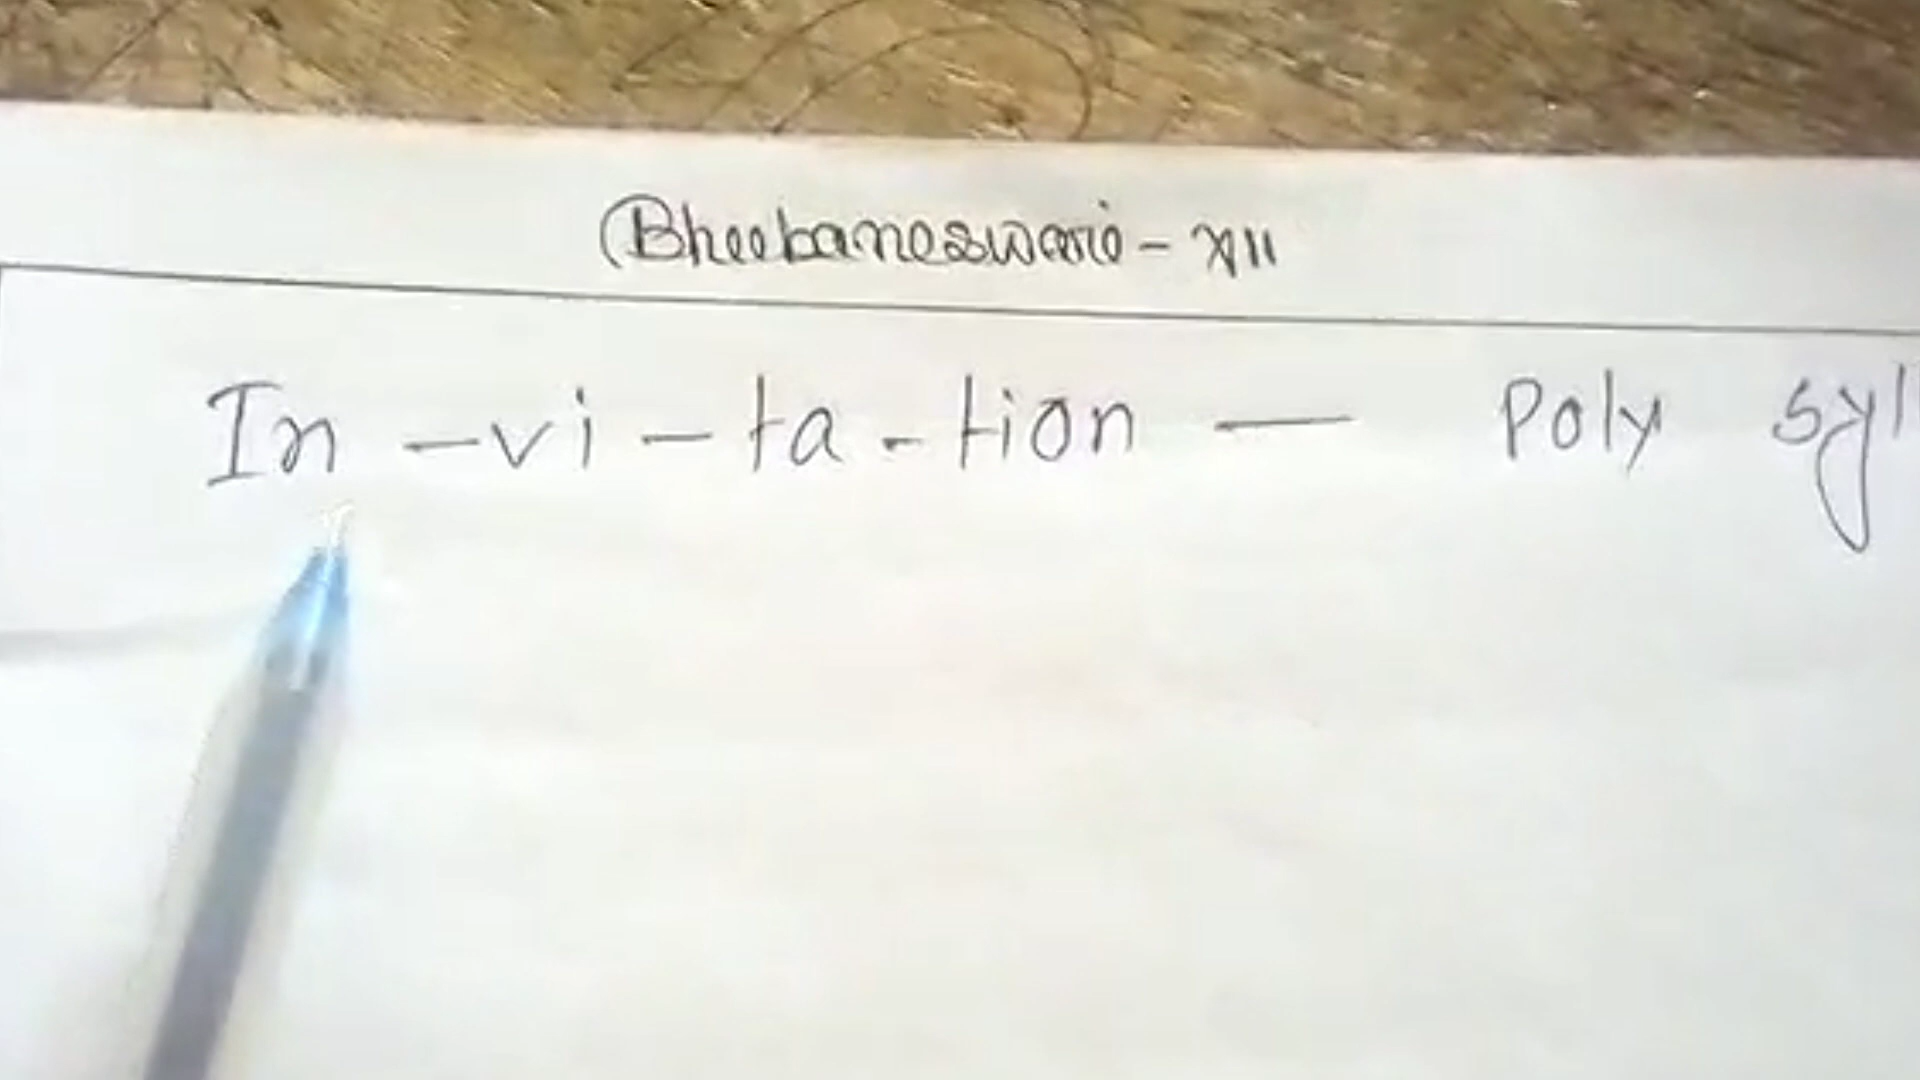 Bheebaneswari - XII
In - vi - ta - tion — Poly syl